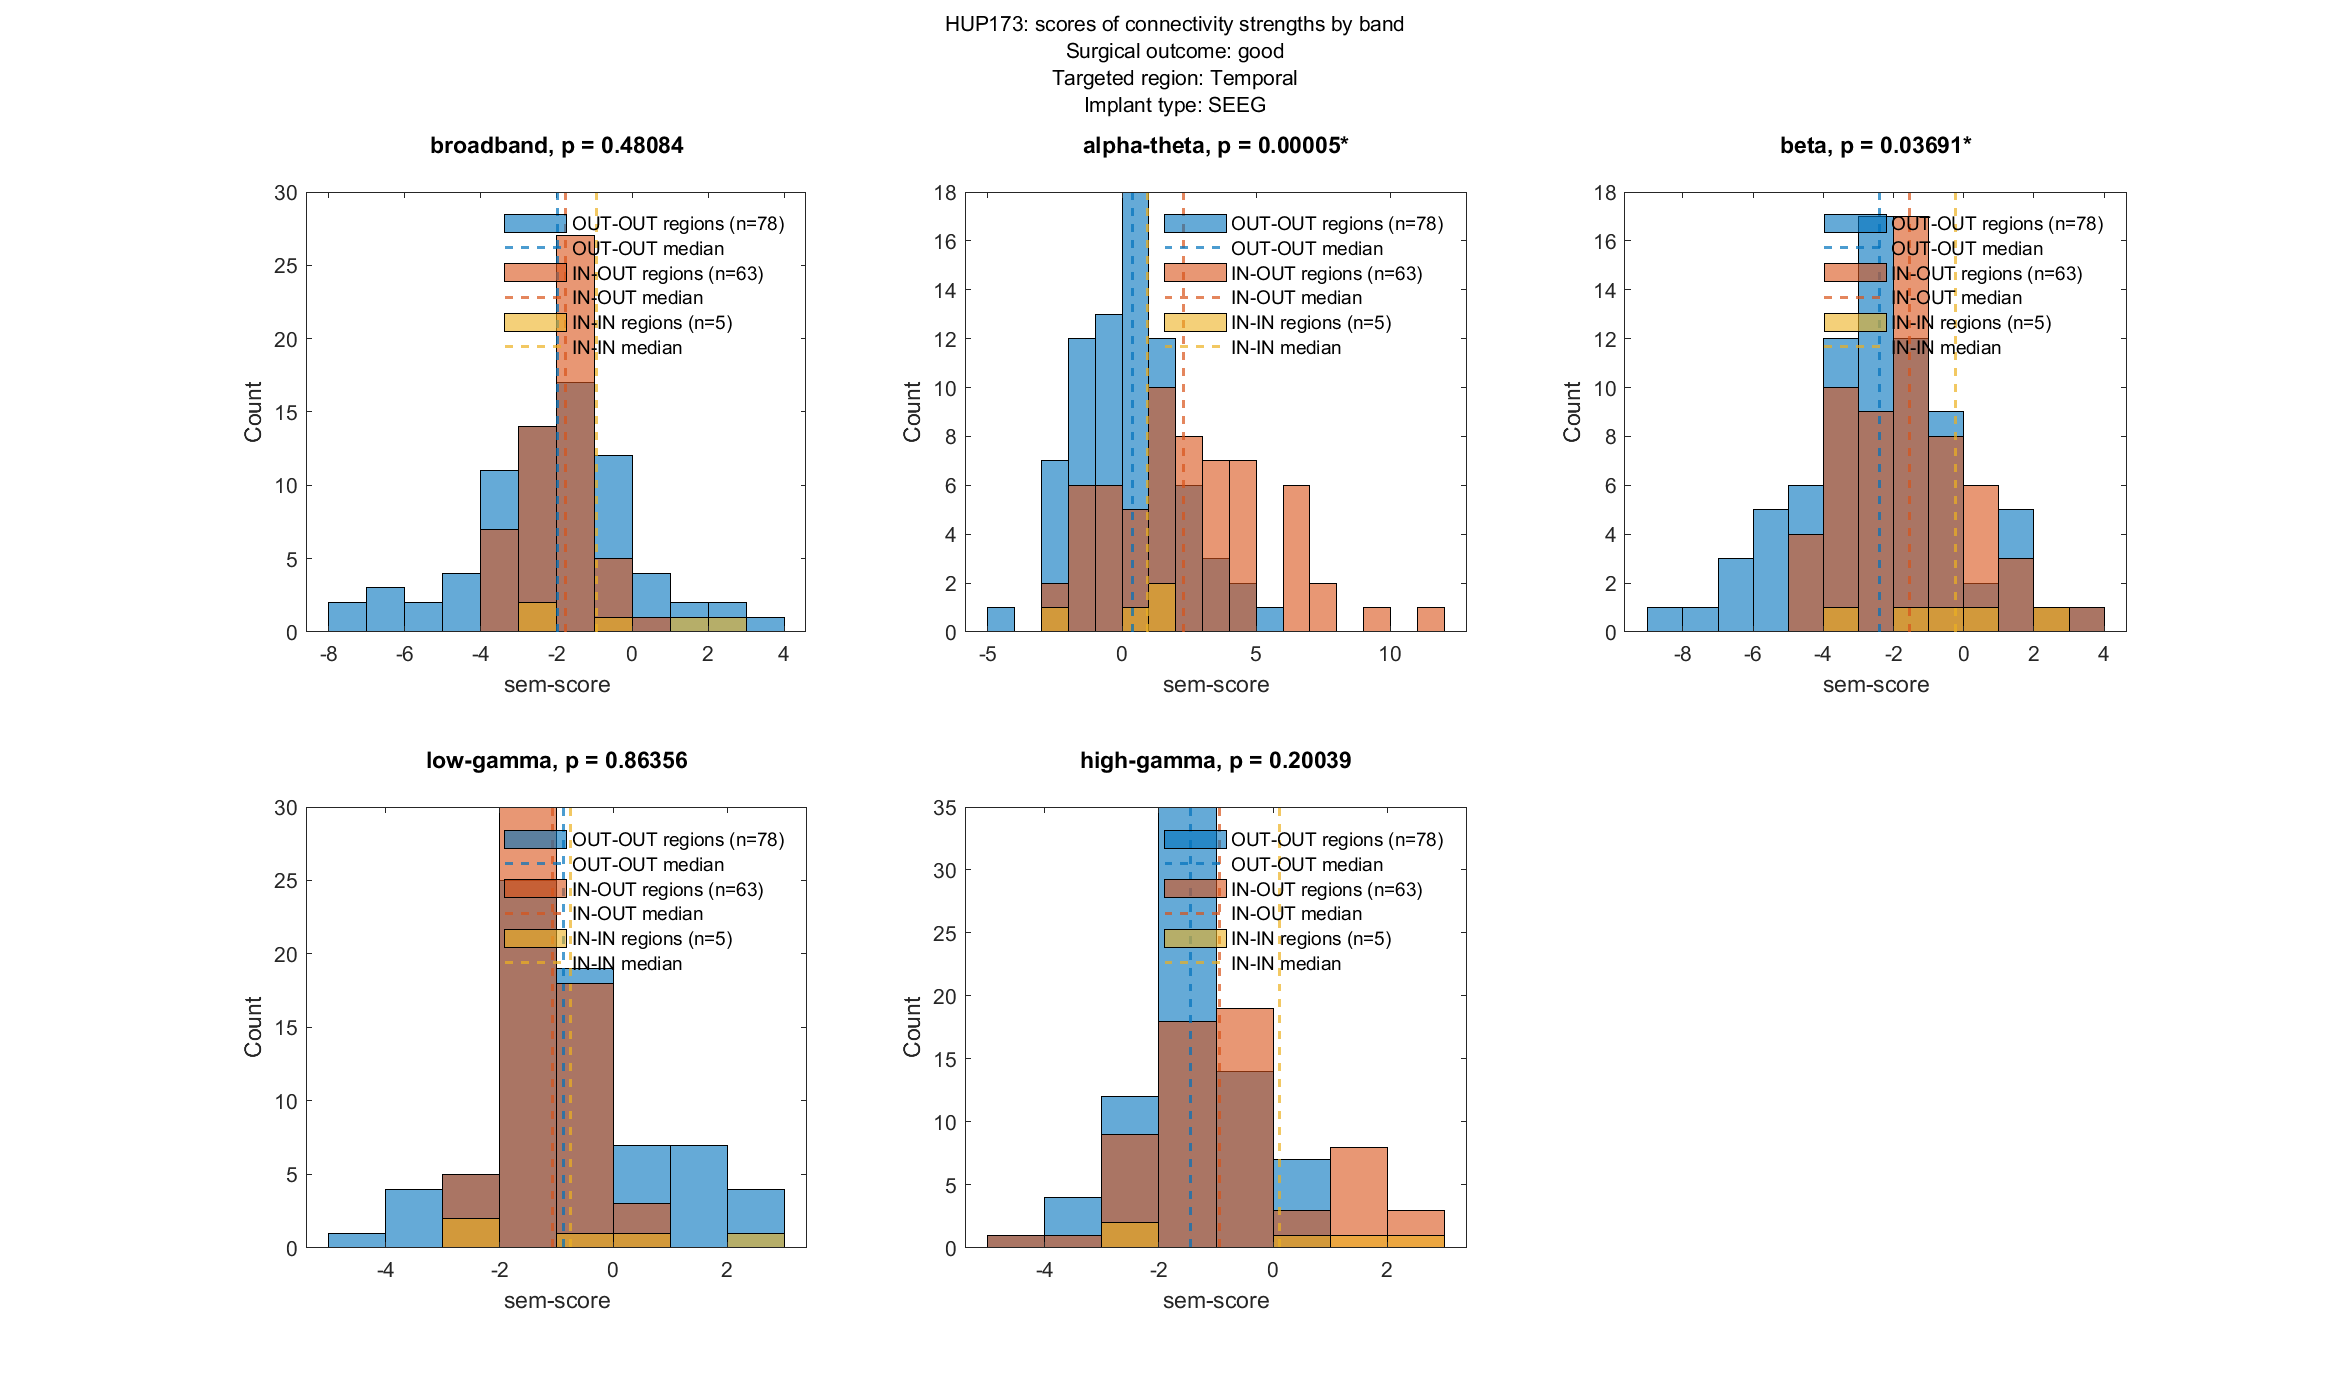 HUP173: scores of connectivity strengths by band
Surgical outcome: good
Targeted region: Temporal
Implant type: SEEG
broadband, p = 0.48084
30
25
20
15
10
5
0
Count
-8 -6 -4 -2 0 2 4
sem-score
OUT-OUT regions (n=78)
OUT-OUT median
IN-OUT regions (n=63)
IN-OUT median
IN-IN regions (n=5)
IN-IN median
alpha-theta, p = 0.00005*
18
16
14
12
10
8
6
4
2
0
Count
-5 0 5 10
sem-score
OUT-OUT regions (n=78)
OUT-OUT median
IN-OUT regions (n=63)
IN-OUT median
IN-IN regions (n=5)
IN-IN median
beta, p = 0.03691*
18
16
14
12
10
8
6
4
2
0
Count
-8 -6 -4 -2 0 2 4
sem-score
OUT-OUT regions (n=78)
OUT-OUT median
IN-OUT regions (n=63)
IN-OUT median
IN-IN regions (n=5)
IN-IN median
low-gamma, p = 0.86356
30
25
20
15
10
5
0
Count
-4 -2 0 2
sem-score
OUT-OUT regions (n=78)
OUT-OUT median
IN-OUT regions (n=63)
IN-OUT median
IN-IN regions (n=5)
IN-IN median
high-gamma, p = 0.20039
35
30
25
20
15
10
5
0
Count
-4 -2 0 2
sem-score
OUT-OUT regions (n=78)
OUT-OUT median
IN-OUT regions (n=63)
IN-OUT median
IN-IN regions (n=5)
IN-IN median